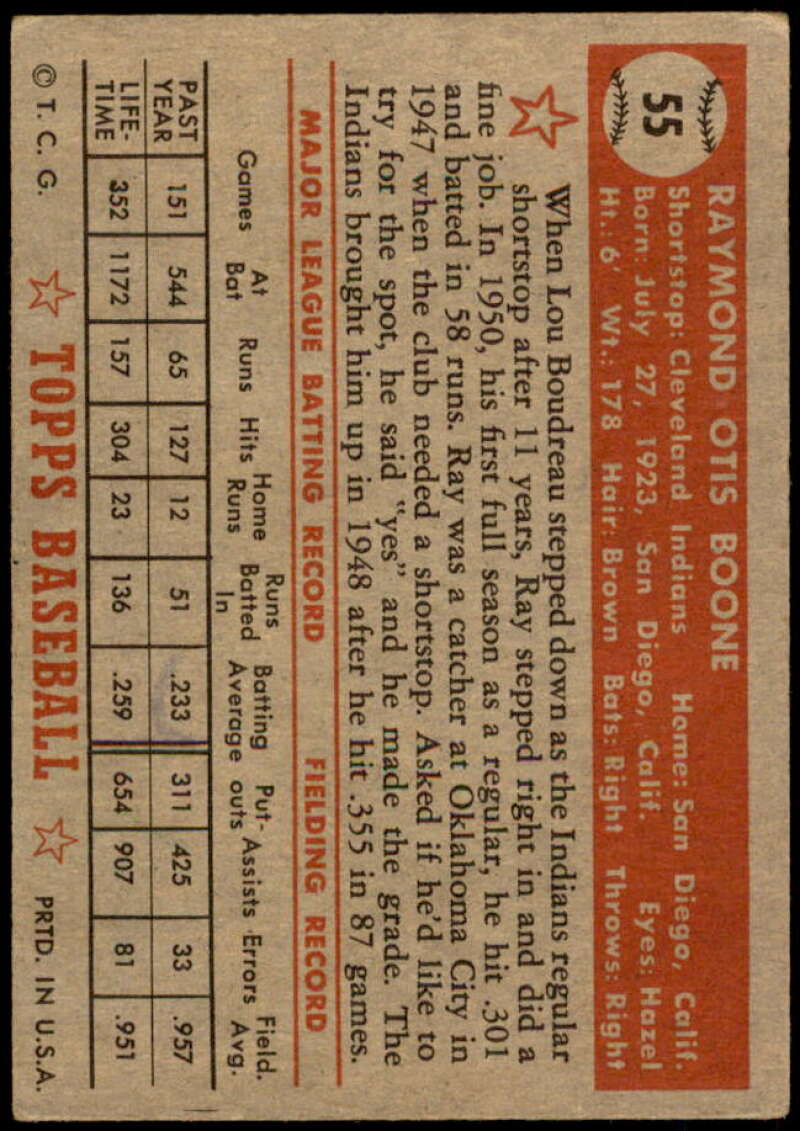 55
RAYMOND OTIS BOONE
Shortstop: Cleveland Indians Home: San Diego, Calif.
Born: July 27, 1923, San Diego, Calif. Eyes: Hazel
Ht.: 6' Wt.: 178 Hair: Brown Bats: Right Throws: Right
When Lou Boudreau stepped down as the Indians regular
shortstop after 11 years, Ray stepped right in and did a
fine job. In 1950, his first full season as a regular, he hit .301
and batted in 58 runs. Ray was a catcher at Oklahoma City in
1947 when the club needed a shortstop. Asked if he'd like to
try for the spot, he said "yes" and he made the grade. The
Indians brought him up in 1948 after he hit .355 in 87 games.
MAJOR LEAGUE BATTING RECORD FIELDING RECORD
Games At Bat Runs Hits Home Runs Runs Batted In Batting Average Put-outs Assists Errors Field. Avg.
PAST YEAR 151 544 65 127 12 51 .233 311 425 33 .957
LIFE-TIME 352 1172 157 304 23 136 .259 654 907 81 .951
© T. C. G. TOPPS BASEBALL PRTD. IN U.S.A.